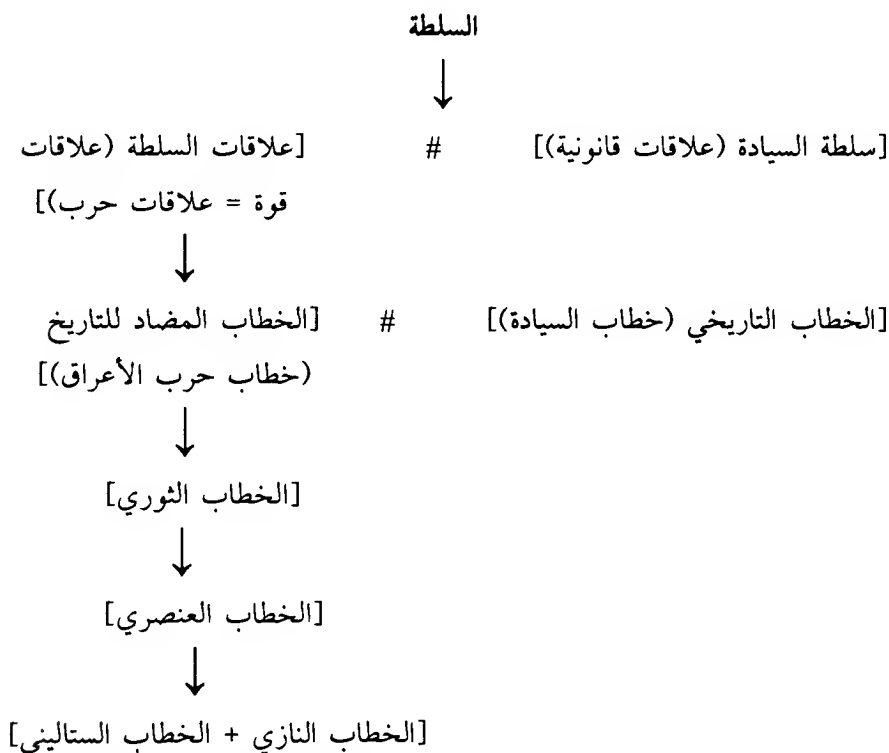 السلطة
[سلطة السيادة (علاقات قانونية)] # [علاقات السلطة (علاقات
قوة = علاقات حرب)]
[الخطاب التاريخي (خطاب السيادة)] # [الخطاب المضاد للتاريخ
(خطاب حرب الأعراق)]
[الخطاب الثوري]
[الخطاب العنصري]
[الخطاب النازي + الخطاب الستاليني]